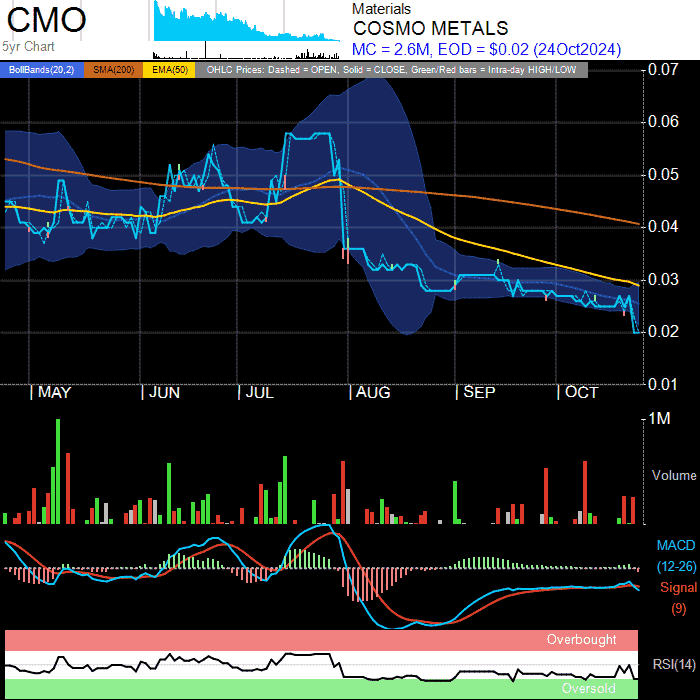 CMO
5yr Chart
Materials
COSMO METALS
MC = 2.6M, EOD = $0.02 (24Oct2024)
BollBands(20,2) SMA(200) EMA(50) OHLC Prices: Dashed = OPEN, Solid = CLOSE, Green/Red bars = Intra-day HIGH/LOW
0.07
0.06
0.05
0.04
0.03
0.02
0.01
MAY JUN JUL AUG SEP OCT
1M
Volume
MACD
(12-26)
Signal
(9)
Overbought
RSI(14)
Oversold